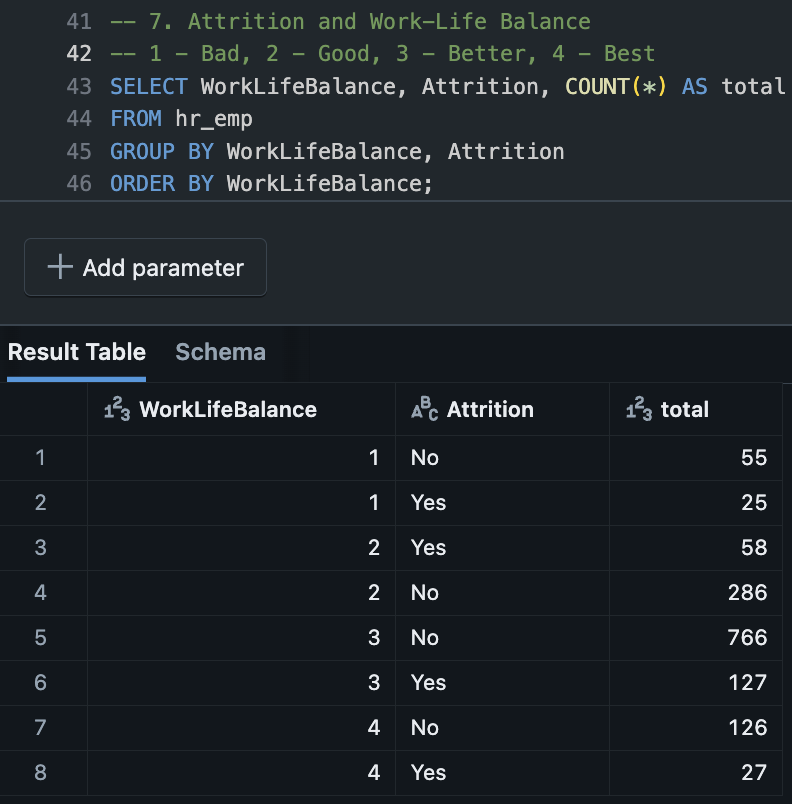 41 -- 7. Attrition and Work-Life Balance
42 -- 1 - Bad, 2 - Good, 3 - Better, 4 - Best
43 SELECT WorkLifeBalance, Attrition, COUNT(*) AS total
44 FROM hr_emp
45 GROUP BY WorkLifeBalance, Attrition
46 ORDER BY WorkLifeBalance;
+ Add parameter
Result Table Schema
123 WorkLifeBalance ABC Attrition 123 total
1 1 No 55
2 1 Yes 25
3 2 Yes 58
4 2 No 286
5 3 No 766
6 3 Yes 127
7 4 No 126
8 4 Yes 27